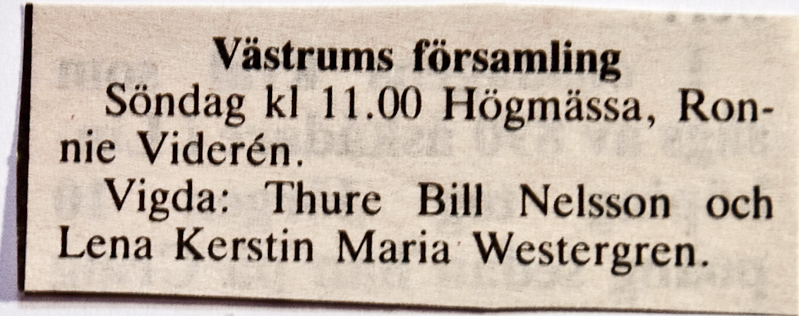 Västrums församling
Söndag kl 11.00 Högmässa, Ron-
nie Viderén.
Vigda: Thure Bill Nelsson och
Lena Kerstin Maria Westergren.